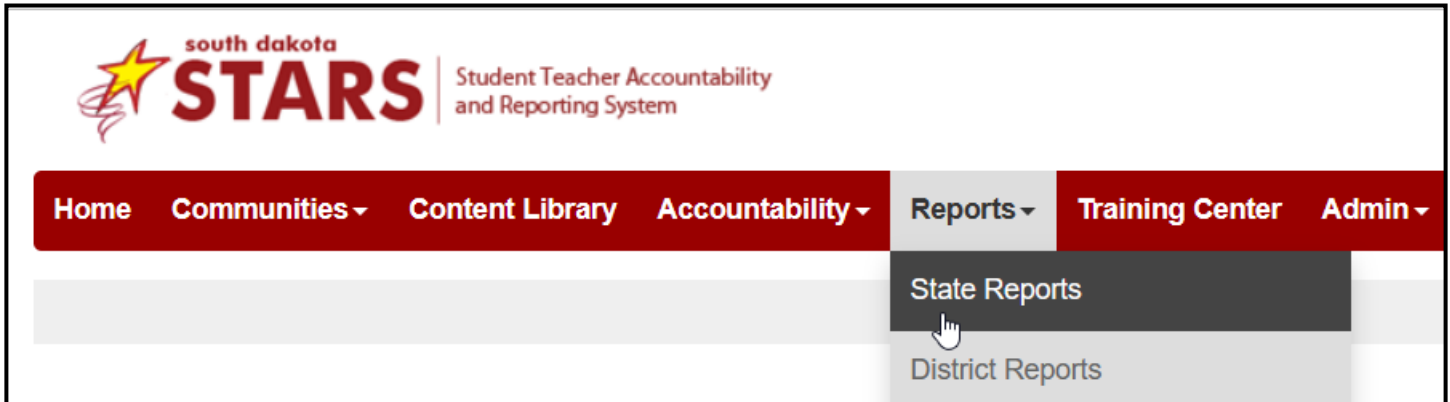 south dakota
STARS
Student Teacher Accountability
and Reporting System
Home Communities Content Library Accountability Reports Training Center Admin
State Reports
District Reports